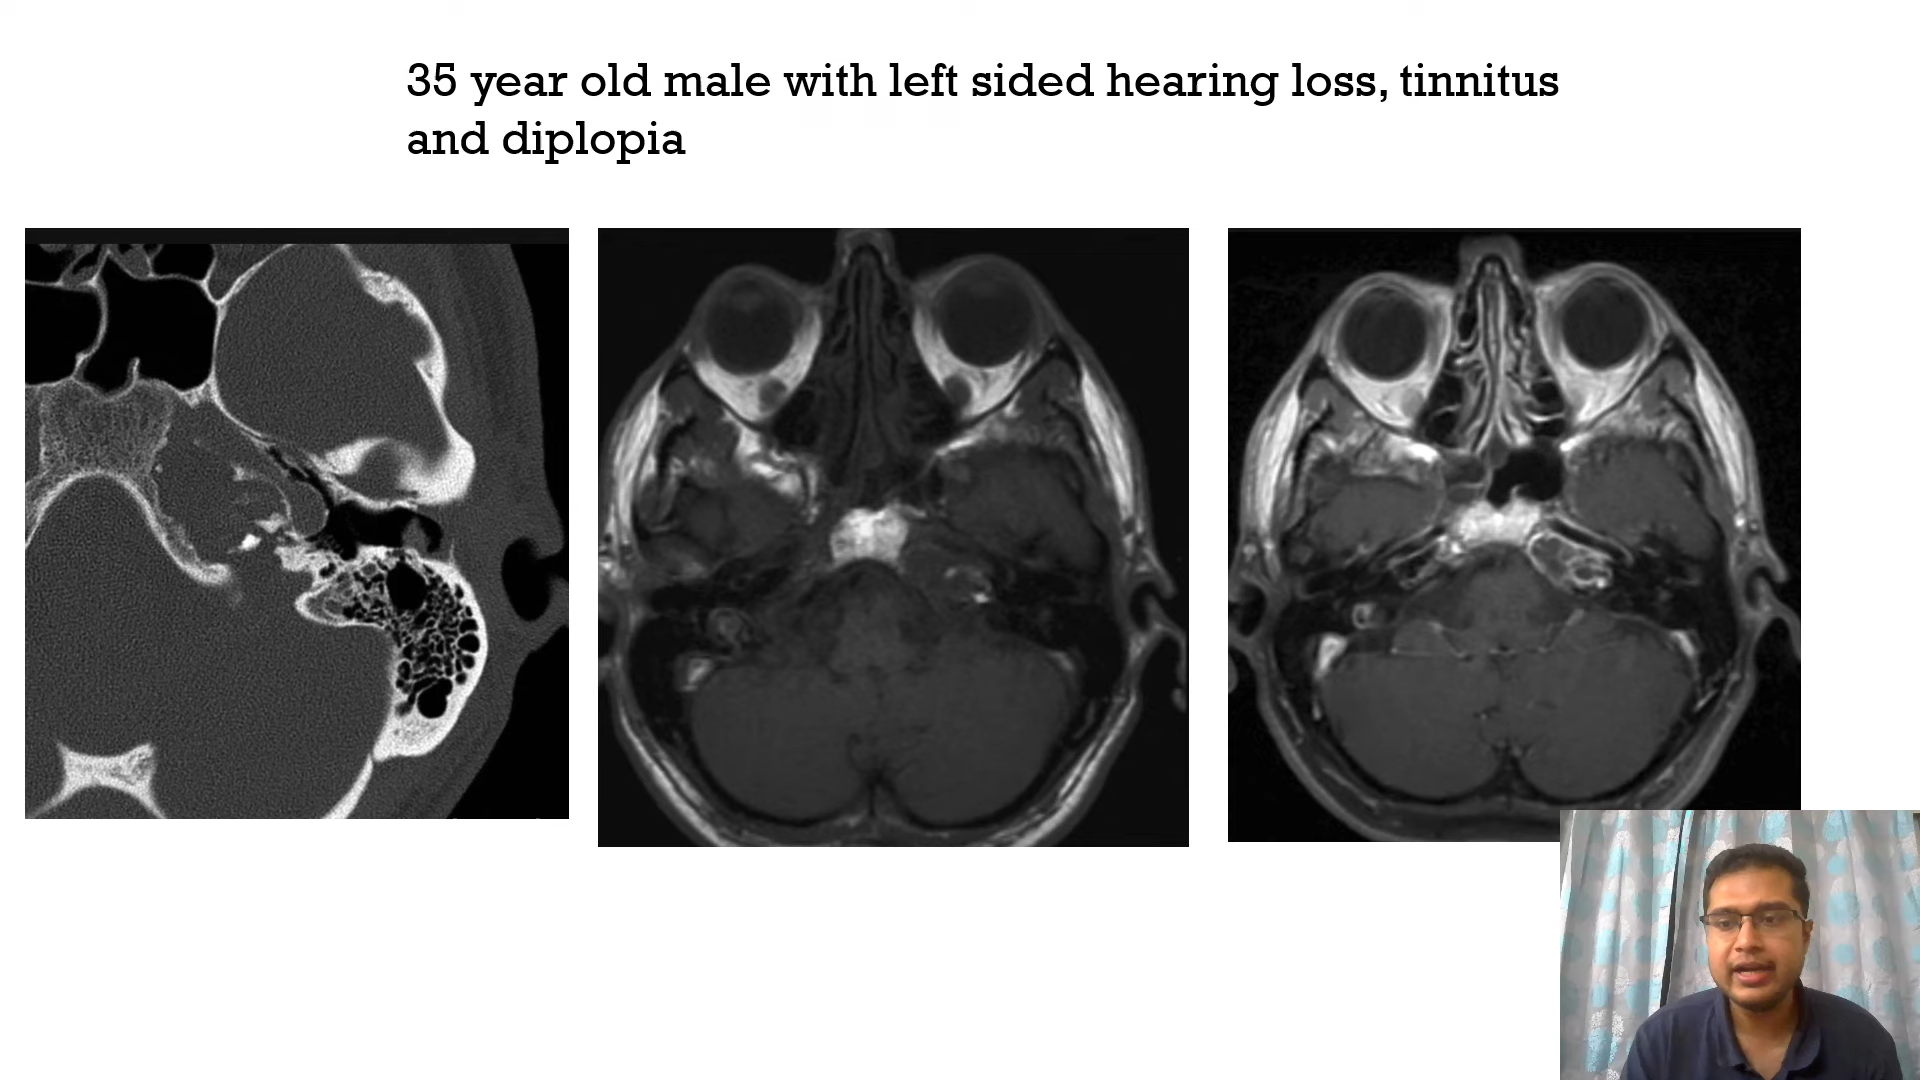 35 year old male with left sided hearing loss, tinnitus
and diplopia